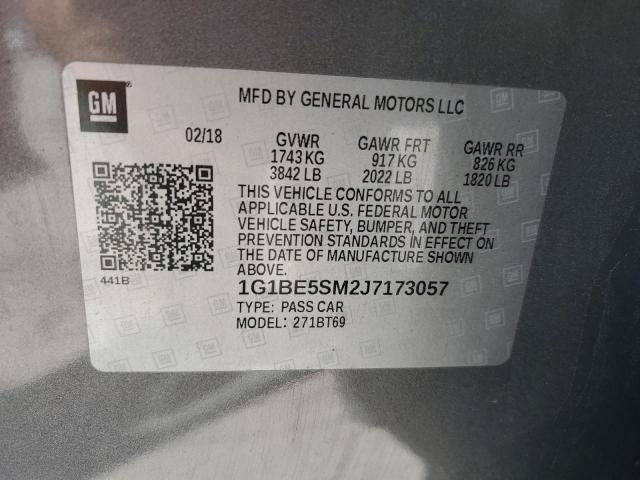 GM
MFD BY GENERAL MOTORS LLC
02/18 GVWR GAWR FRT GAWR RR
1743 KG 917 KG 826 KG
3842 LB 2022 LB 1820 LB
THIS VEHICLE CONFORMS TO ALL
APPLICABLE U.S. FEDERAL MOTOR
VEHICLE SAFETY, BUMPER, AND THEFT
PREVENTION STANDARDS IN EFFECT ON
THE DATE OF MANUFACTURE SHOWN
ABOVE.
441B
1G1BE5SM2J7173057
TYPE: PASS CAR
MODEL: 271BT69